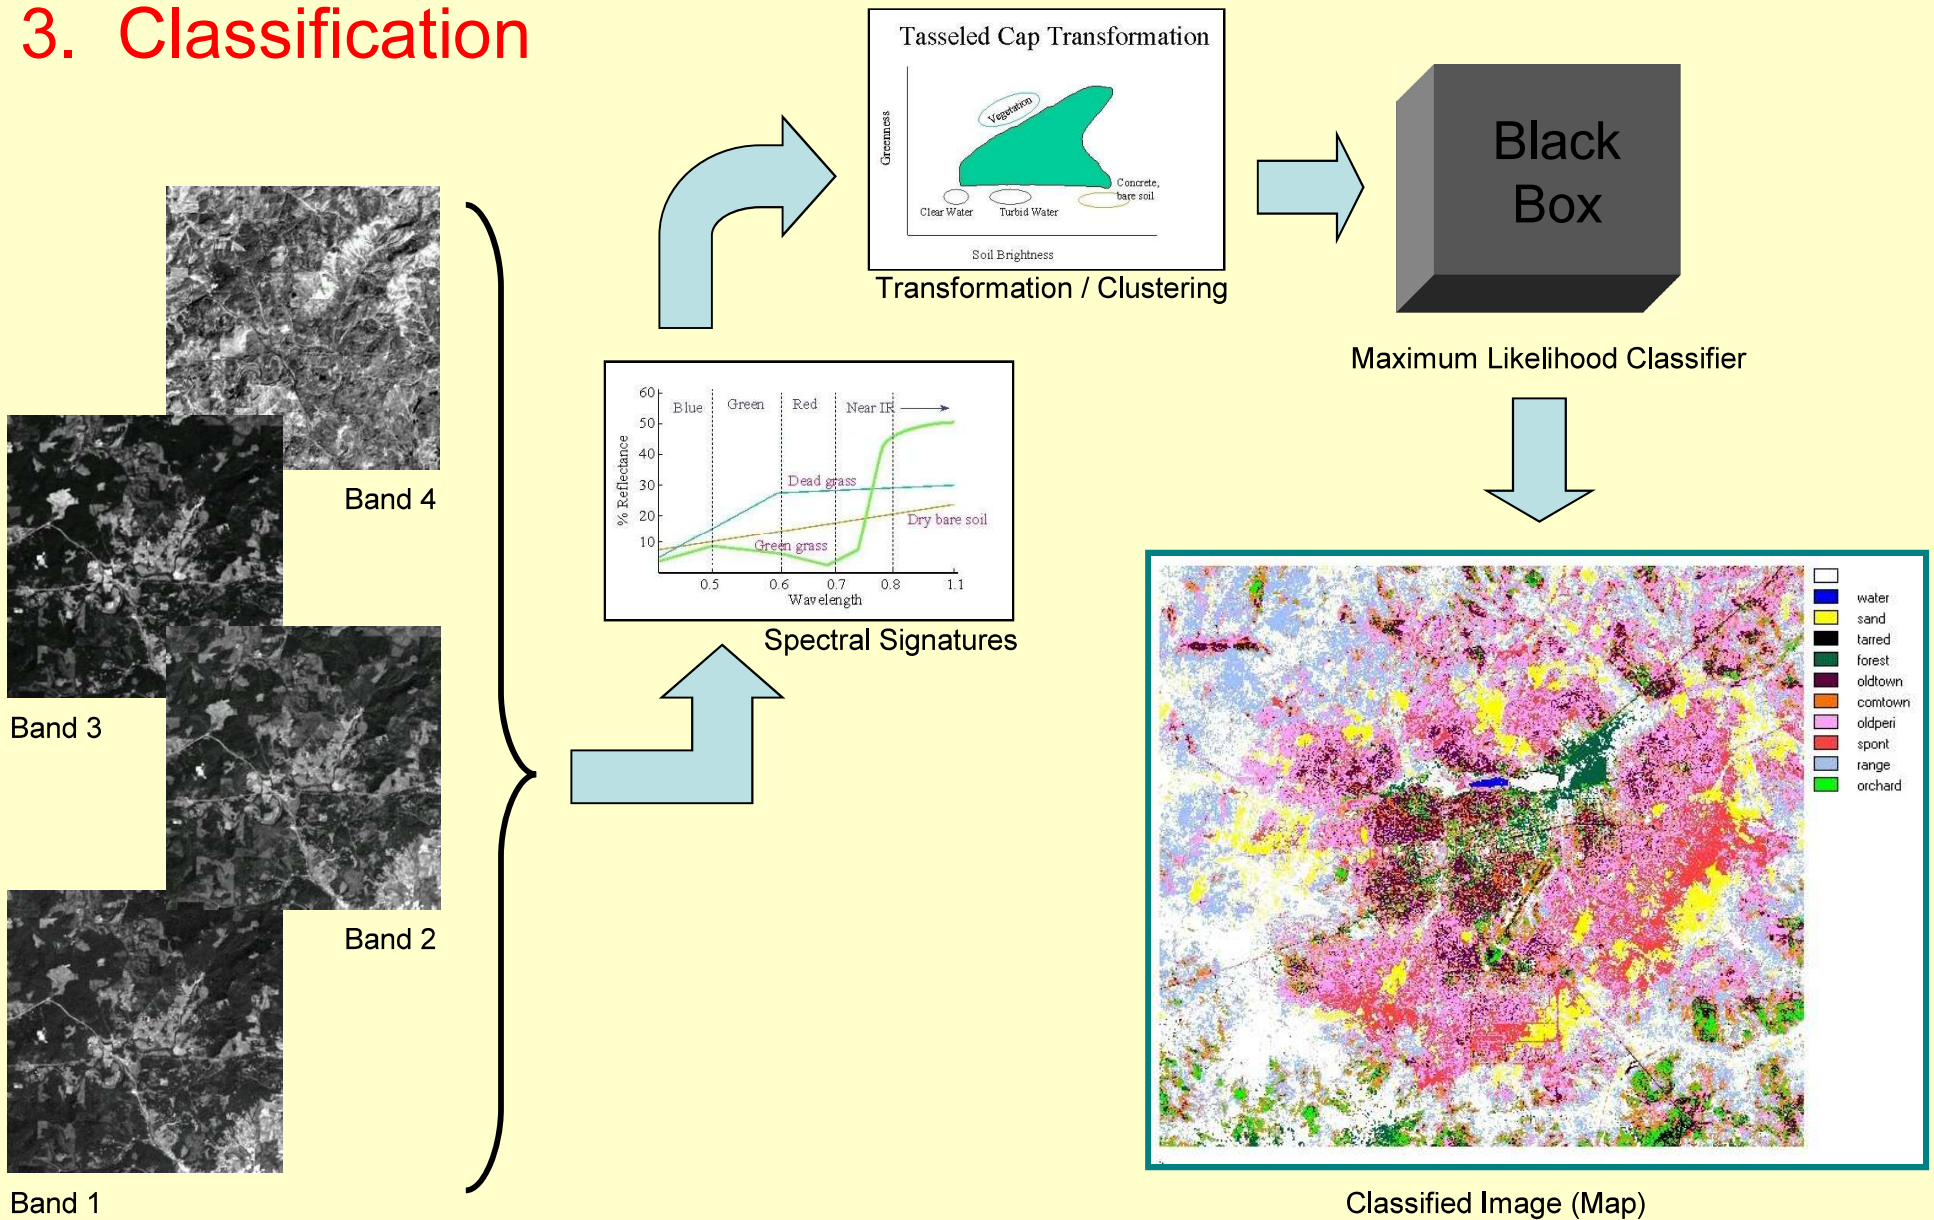 3. Classification
Band 4
Band 3
Band 2
Band 1
60
50
40
30
20
10
% Reflectance
Blue
Green
Red
Near IR
Dead grass
Dry bare soil
Green grass
0.5
0.6
0.7
0.8
1.1
Wavelength
Spectral Signatures
Tasseled Cap Transformation
Greenness
Vegetation
Concrete,
bare soil
Clear Water
Turbid Water
Soil Brightness
Transformation / Clustering
Black
Box
Maximum Likelihood Classifier
water
sand
tarred
forest
oldtown
comtown
oldperi
spont
range
orchard
Classified Image (Map)